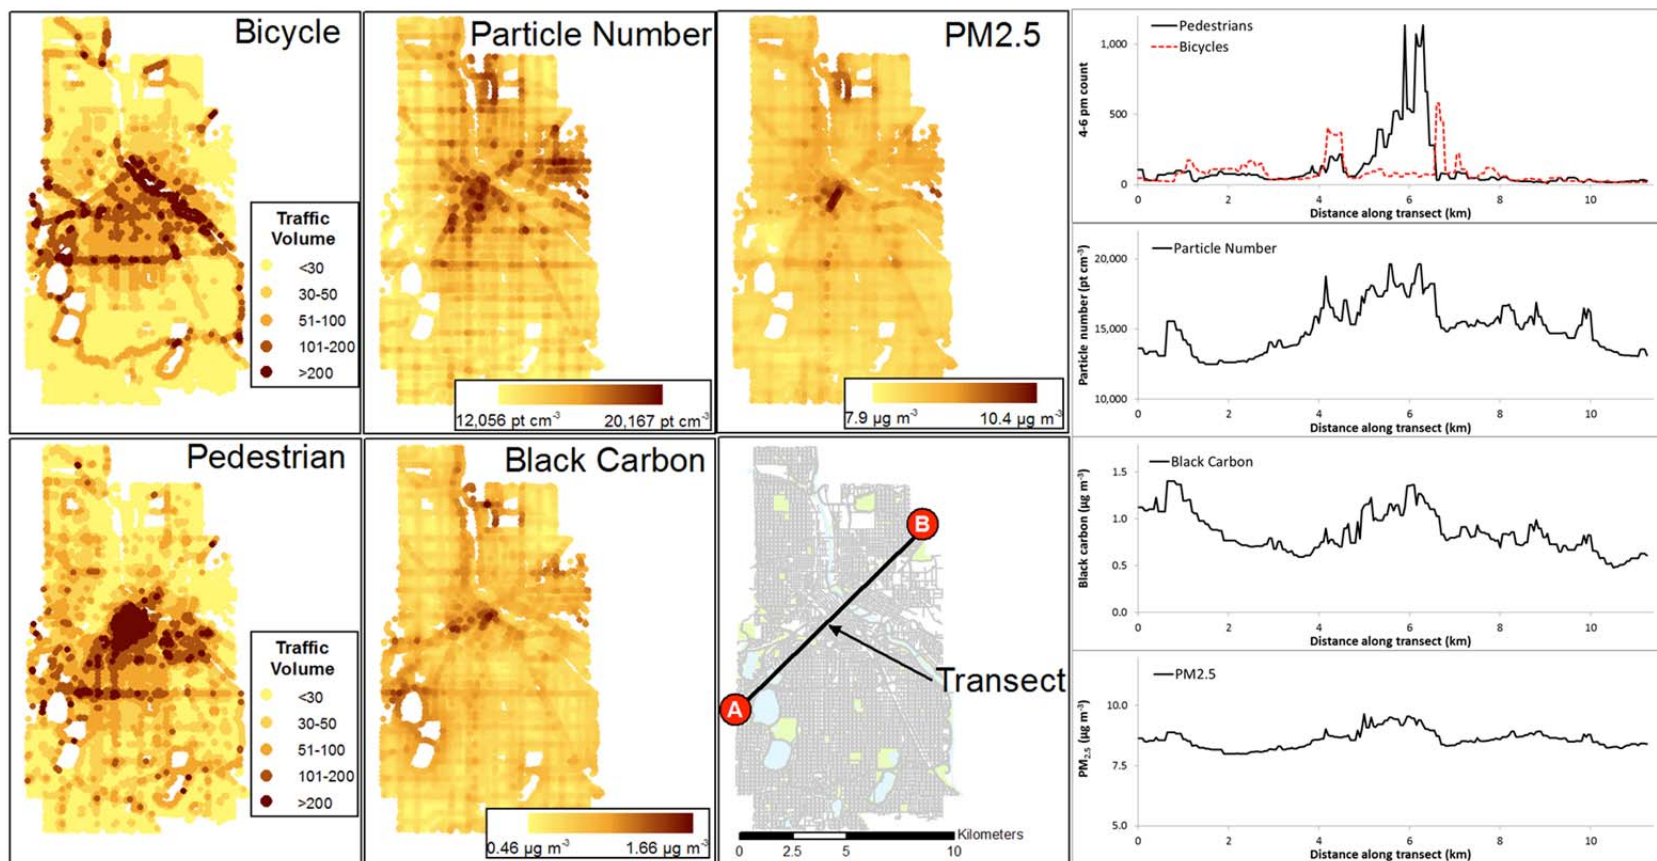 Bicycle
Traffic
Volume
<30
30-50
51-100
101-200
>200
Particle Number
12,056 pt cm-3
20,167 pt cm-3
PM2.5
7.9 µg m-3
10.4 µg m-3
Pedestrian
Traffic
Volume
<30
30-50
51-100
101-200
>200
Black Carbon
0.46 µg m-3
1.66 µg m-3
A
B
Transect
Kilometers
0 2.5 5 10
Pedestrians
Bicycles
4-6 pm count
1,000
500
0
0 2 4 6 8 10
Distance along transect (km)
Particle Number
Particle number (pt cm-3)
20,000
15,000
10,000
0 2 4 6 8 10
Distance along transect (km)
Black Carbon
Black carbon (µg m-3)
1.5
1.0
0.5
0.0
0 2 4 6 8 10
Distance along transect (km)
PM2.5
PM2.5 (µg m-3)
10.0
7.5
5.0
0 2 4 6 8 10
Distance along transect (km)